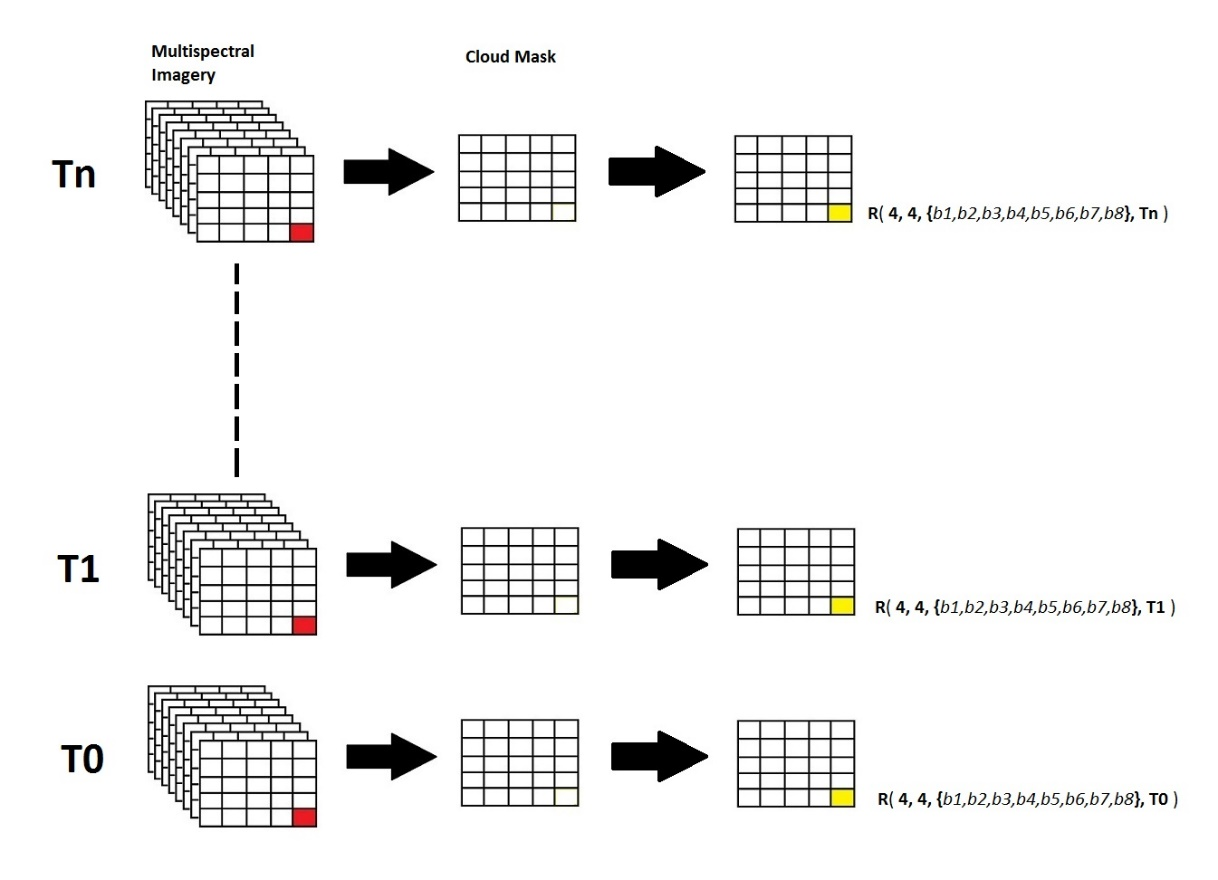 Multispectral
Imagery
Cloud Mask
Tn
R( 4, 4, {b1,b2,b3,b4,b5,b6,b7,b8}, Tn )
T1
R( 4, 4, {b1,b2,b3,b4,b5,b6,b7,b8}, T1 )
T0
R( 4, 4, {b1,b2,b3,b4,b5,b6,b7,b8}, T0 )